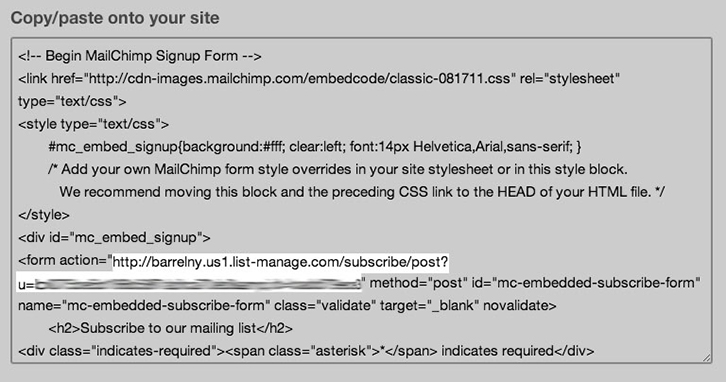 Copy/paste onto your site
<!-- Begin MailChimp Signup Form -->
<link href="http://cdn-images.mailchimp.com/embedcode/classic-081711.css" rel="stylesheet"
type="text/css">
<style type="text/css">
#mc_embed_signup{background:#fff; clear:left; font:14px Helvetica,Arial,sans-serif; }
/* Add your own MailChimp form style overrides in your site stylesheet or in this style block.
We recommend moving this block and the preceding CSS link to the HEAD of your HTML file. */
</style>
<div id="mc_embed_signup">
<form action="http://barrelny.us1.list-manage.com/subscribe/post?
u=" method="post" id="mc-embedded-subscribe-form"
name="mc-embedded-subscribe-form" class="validate" target="_blank" novalidate>
<h2>Subscribe to our mailing list</h2>
<div class="indicates-required"><span class="asterisk">*</span> indicates required</div>